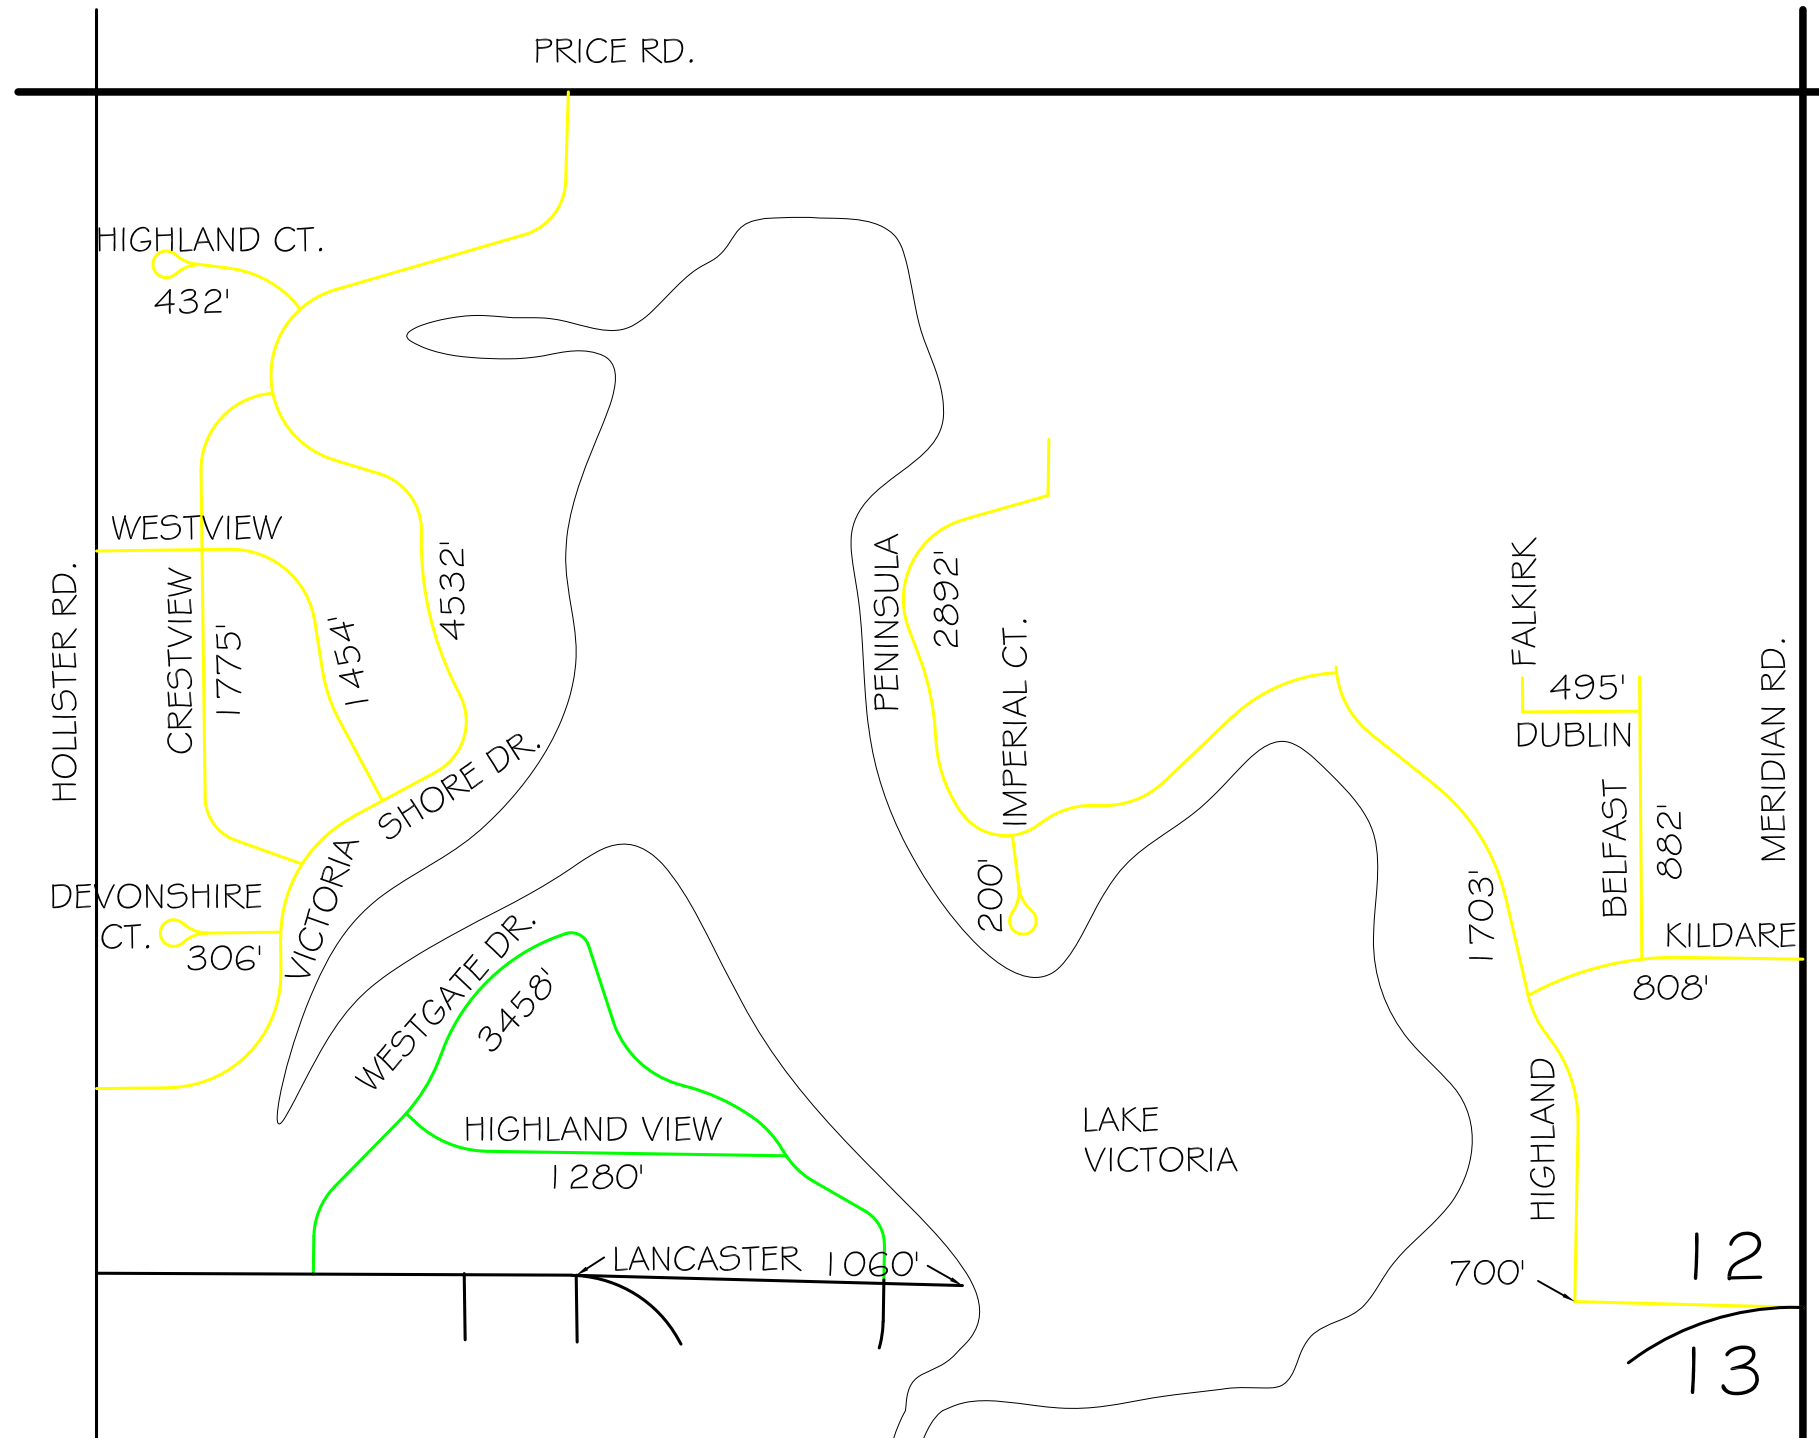 PRICE RD.
HIGHLAND CT.
432'
WESTVIEW
HOLLISTER RD.
CRESTVIEW
1775'
1454'
4532'
VICTORIA SHORE DR.
DEVONSHIRE
CT.
306'
WESTGATE DR.
3458'
HIGHLAND VIEW
1280'
LANCASTER
1060'
PENINSULA
2892'
IMPERIAL CT.
200'
LAKE
VICTORIA
FALKIRK
495'
DUBLIN
BELFAST
882'
MERIDIAN RD.
KILDARE
808'
1703'
HIGHLAND
700'
12
13